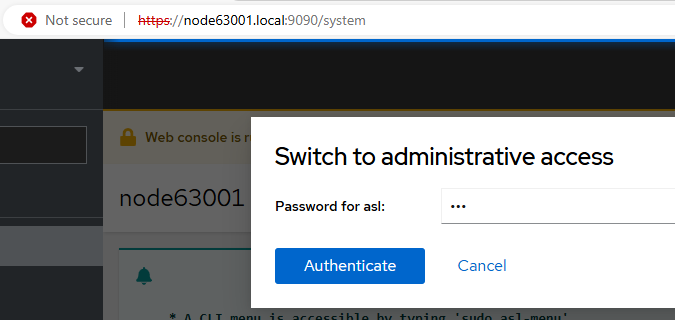 Not secure
https://node63001.local:9090/system
Web console is
Switch to administrative access
node63001
Password for asl:
•••
Authenticate
Cancel
* A CLI menu is accessible by typing 'sudo asl-menu'